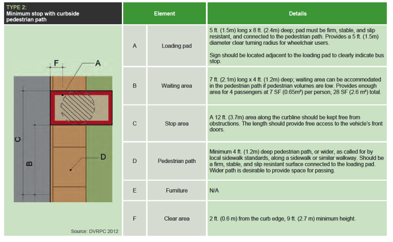 TYPE 2:
Minimum stop with curbside
pedestrian path
F
A
C
B
D
E
Source: DVRPC 2012
Element
Details
A
Loading pad
5 ft. (1.5m) long x 8 ft. (2.4m) deep; pad must be firm, stable, and slip
resistant, and connected to the pedestrian path. Provides a 5 ft. (1.5m)
diameter clear turning radius for wheelchair users.
Sign should be located adjacent to the loading pad to clearly indicate bus
stop.
B
Waiting area
7 ft. (2.1m) long x 4 ft. (1.2m) deep; waiting area can be accommodated
in the pedestrian path if pedestrian volumes are low. Provides enough
area for 4 passengers at 7 SF (0.65m²) per person, 28 SF (2.6 m²) total.
C
Stop area
A 12 ft. (3.7m) area along the curbline should be kept free from
obstructions. The length should provide free access to the vehicle's front
doors.
D
Pedestrian path
Minimum 4 ft. (1.2m) deep pedestrian path, or wider, as called for by
local sidewalk standards, along a sidewalk or similar walkway. Should be
a firm, stable, and slip resistant surface connected to the loading pad.
Wider path is desirable to provide space for passing.
E
Furniture
N/A
F
Clear area
2 ft. (0.6 m) from the curb edge, 9 ft. (2.7 m) minimum height.